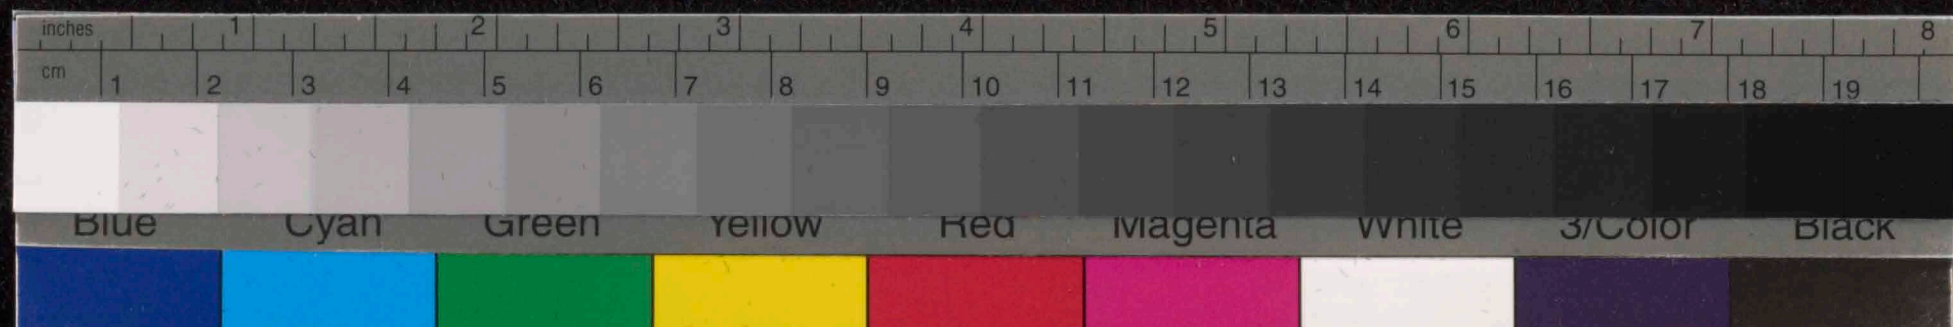 inches 1 2 3 4 5 6 7 8
cm 1 2 3 4 5 6 7 8 9 10 11 12 13 14 15 16 17 18 19
Blue Cyan Green Yellow Red Magenta White 3/Color Black